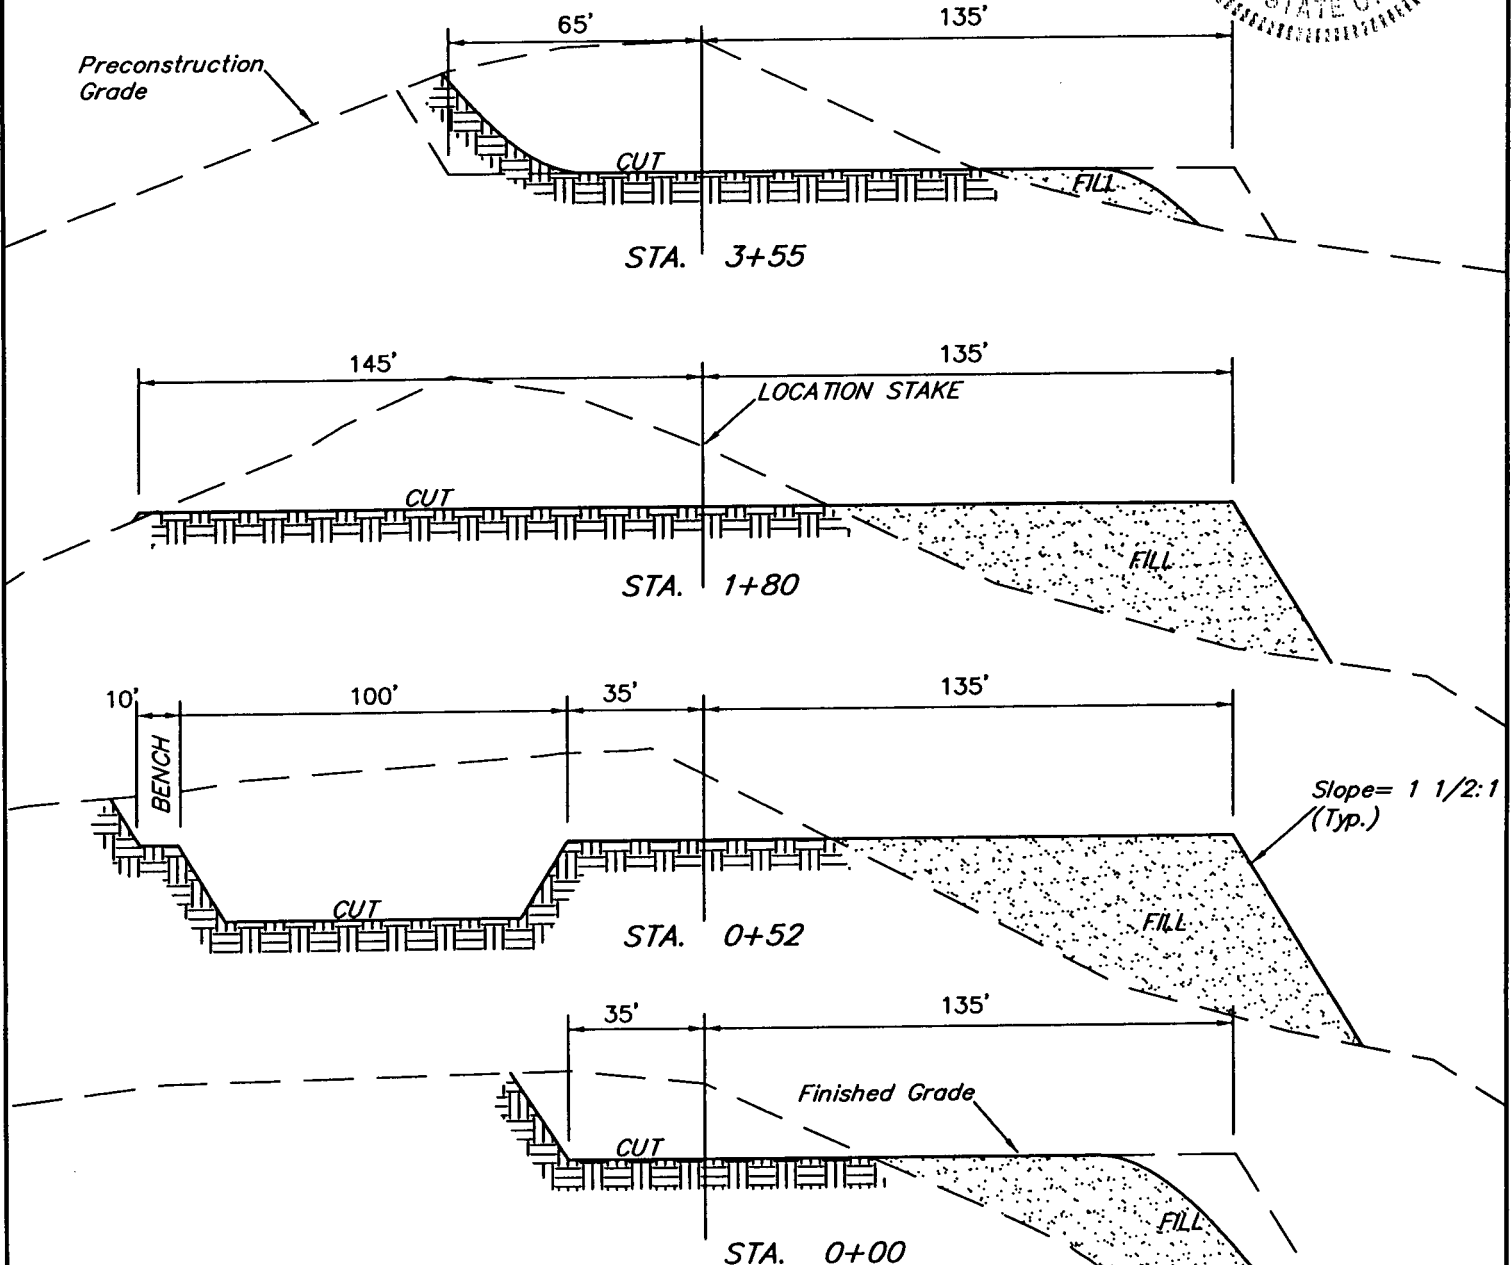 STATE O
65'
135'
Preconstruction
Grade
CUT
FILL
STA. 3+55
145'
135'
LOCATION STAKE
CUT
FILL
STA. 1+80
10'
100'
35'
135'
BENCH
Slope= 1 1/2:1
(Typ.)
CUT
FILL
STA. 0+52
35'
135'
Finished Grade
CUT
FILL
STA. 0+00